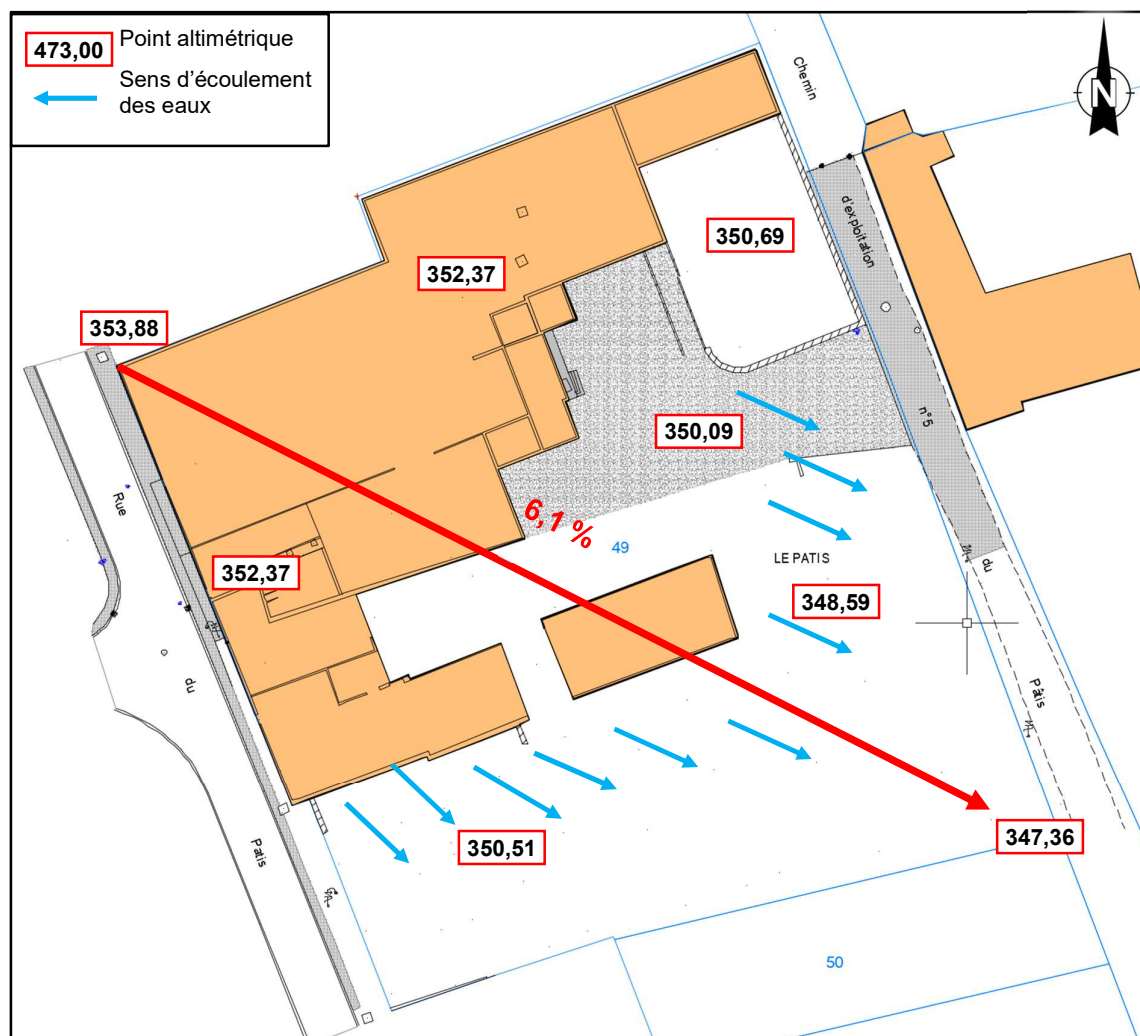 473,00
Point altimétrique
Sens d'écoulement
des eaux
N
Chemin
d'exploitation
n°5
du
Pâtis
350,69
352,37
353,88
350,09
6,1 %
49
LE PATIS
348,59
352,37
Rue
du
Patis
350,51
347,36
50